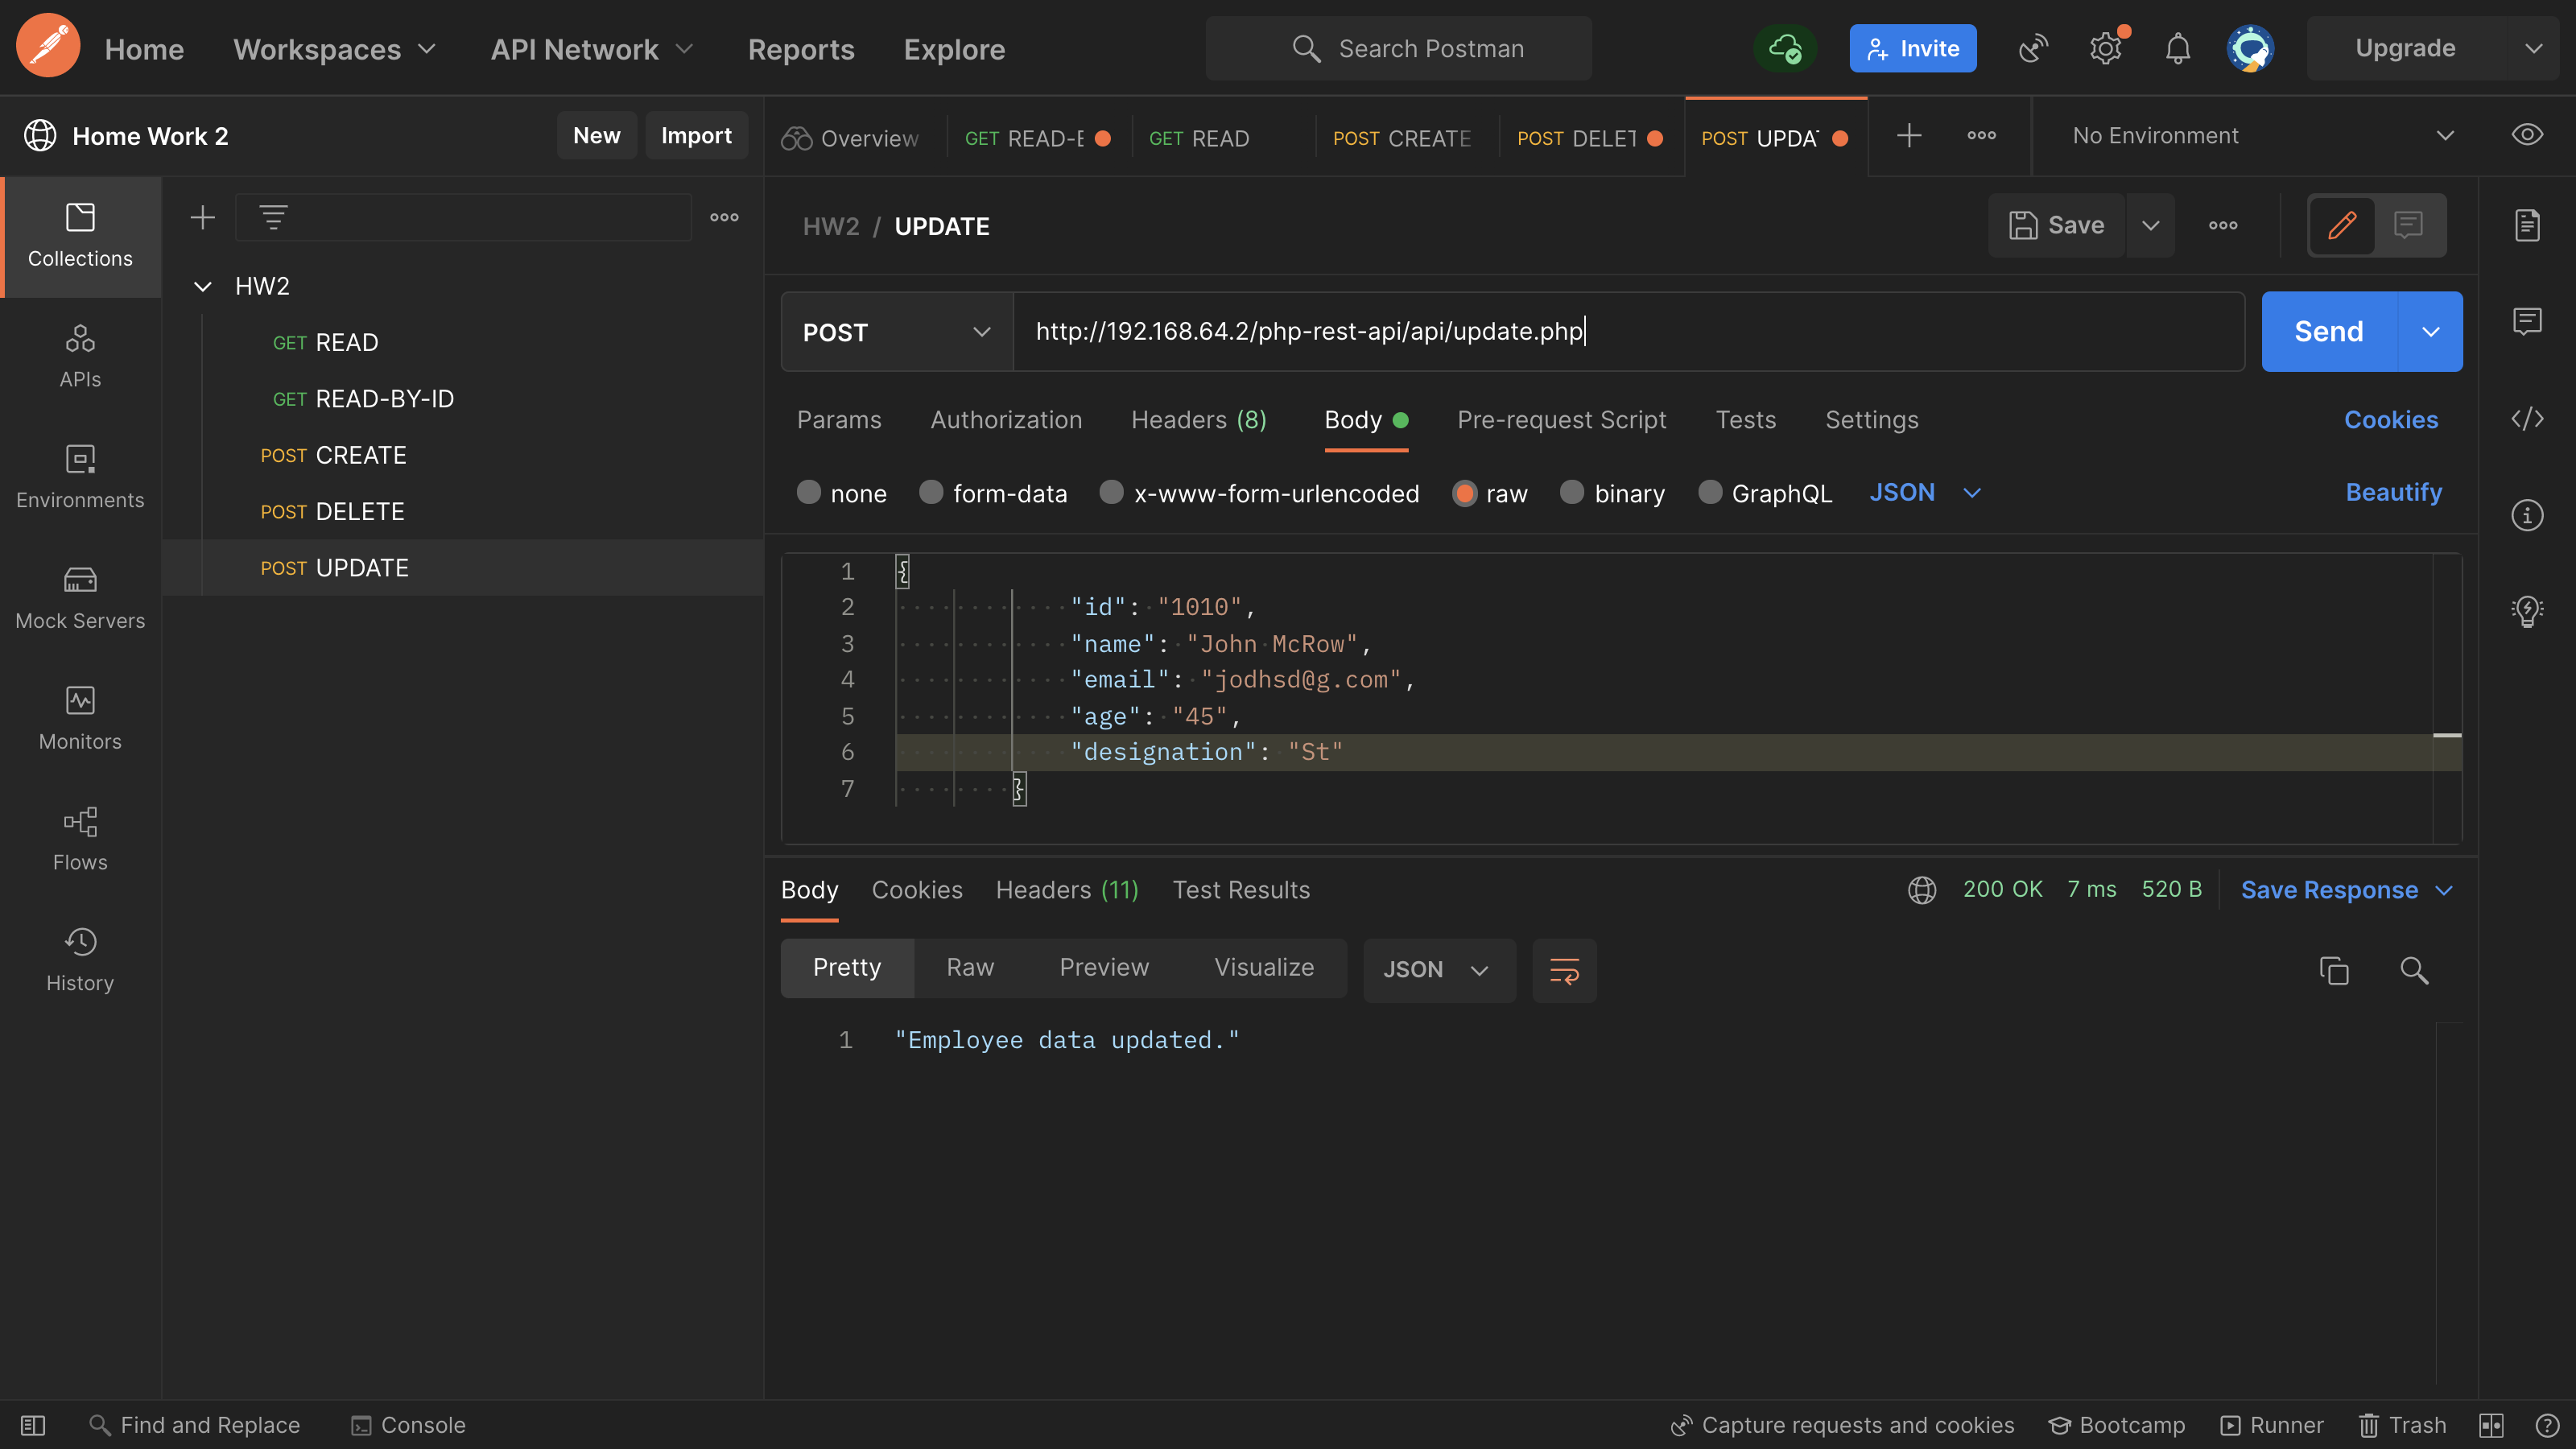 Home Workspaces API Network Reports Explore Search Postman Invite Upgrade
Home Work 2 New Import
Overview GET READ-B GET READ POST CREATE POST DELET POST UPDAT No Environment
Collections
APIs
Environments
Mock Servers
Monitors
Flows
History
HW2
GET READ
GET READ-BY-ID
POST CREATE
POST DELETE
POST UPDATE
HW2 / UPDATE Save
POST http://192.168.64.2/php-rest-api/api/update.php Send
Params Authorization Headers (8) Body Pre-request Script Tests Settings Cookies
none form-data x-www-form-urlencoded raw binary GraphQL JSON Beautify
1 {
2 "id": "1010",
3 "name": "John McRow",
4 "email": "jodhsd@g.com",
5 "age": "45",
6 "designation": "St"
7 }
Body Cookies Headers (11) Test Results 200 OK 7 ms 520 B Save Response
Pretty Raw Preview Visualize JSON
1 "Employee data updated."
Find and Replace Console Capture requests and cookies Bootcamp Runner Trash